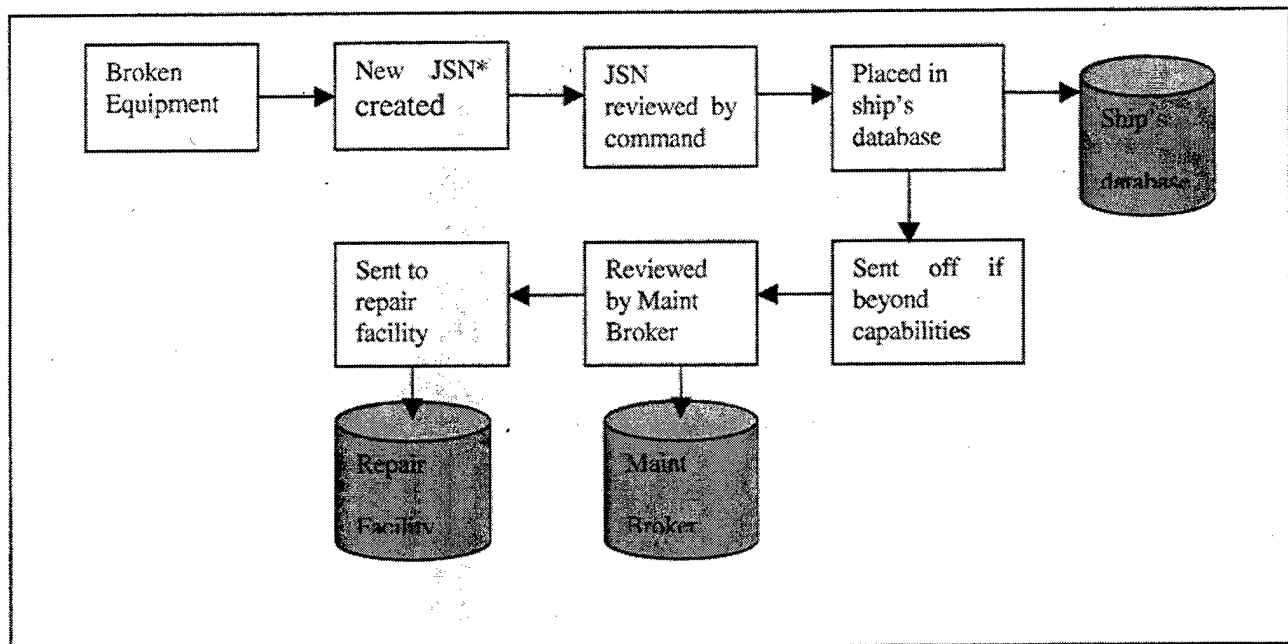 Broken
Equipment
New JSN*
created
JSN
reviewed by
command
Placed in
ship's
database
Ship's
database
Sent to
repair
facility
Reviewed
by Maint
Broker
Sent off if
beyond
capabilities
Repair
Facility
Maint
Broker